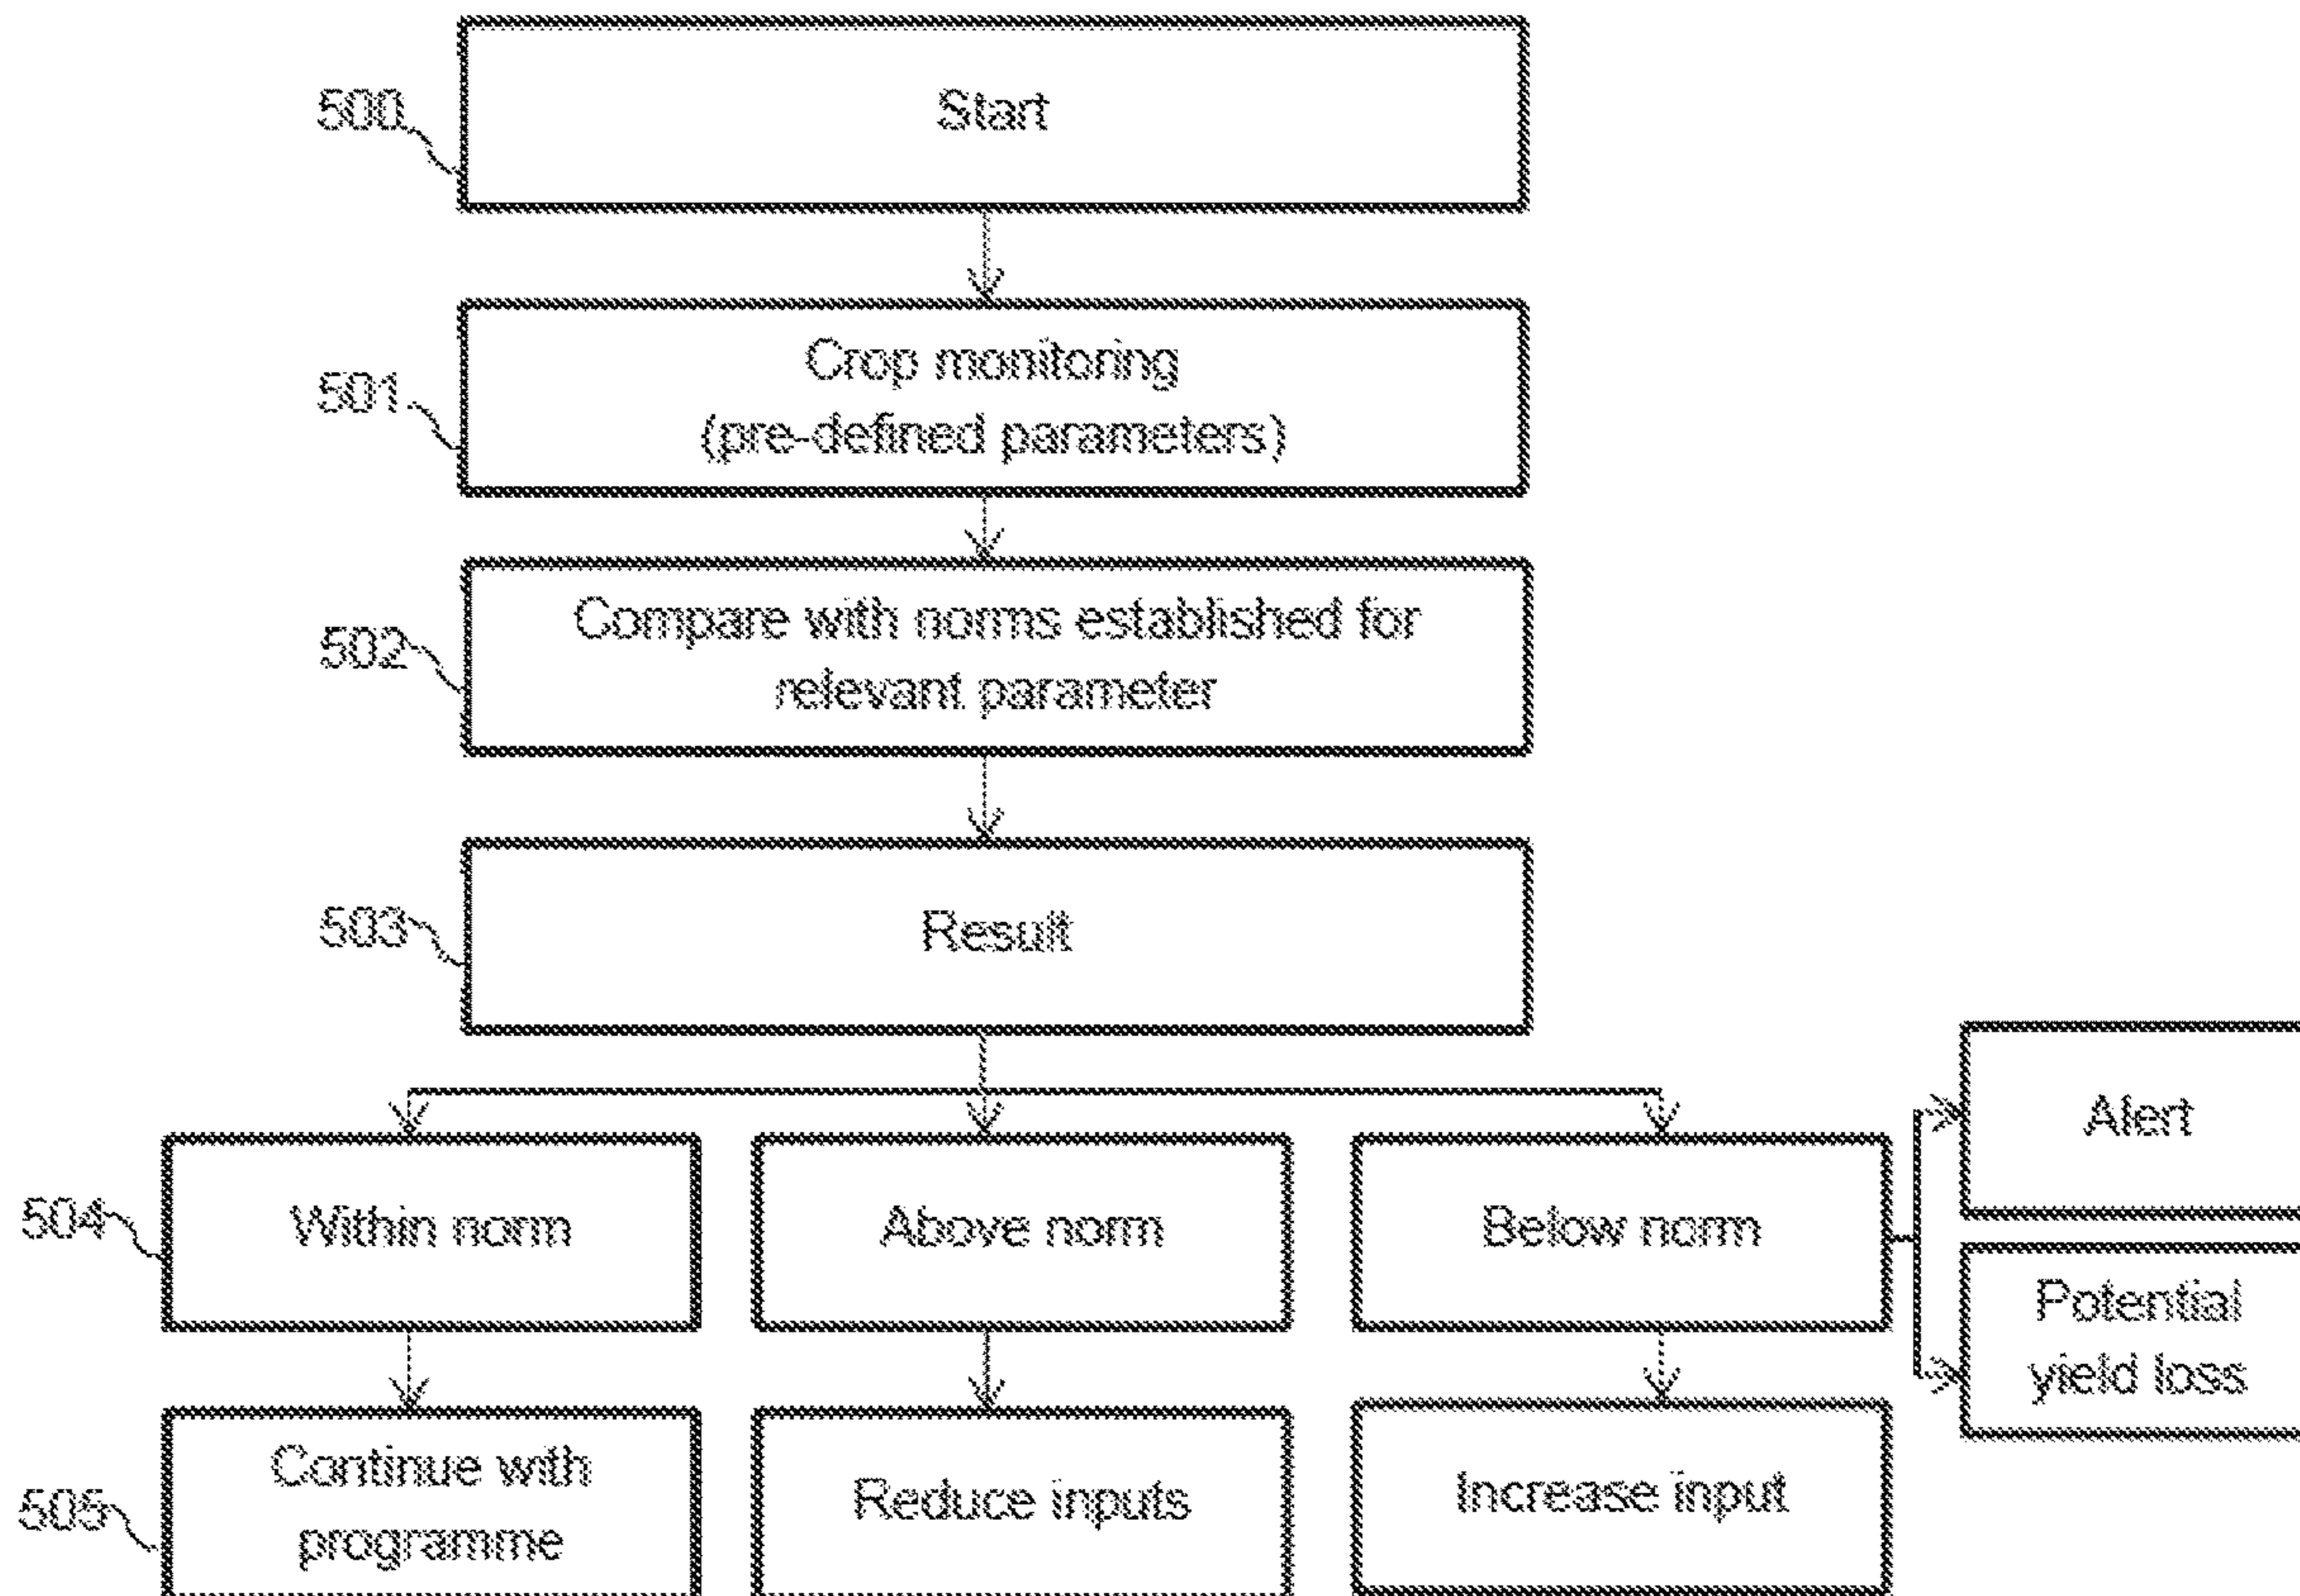 500
Start
501
Crop monitoring
(pre-defined parameters)
502
Compare with norms established for
relevant parameter
503
Result
504
Within norm
Above norm
Below norm
Alert
Potential
yield loss
505
Continue with
programme
Reduce inputs
Increase input